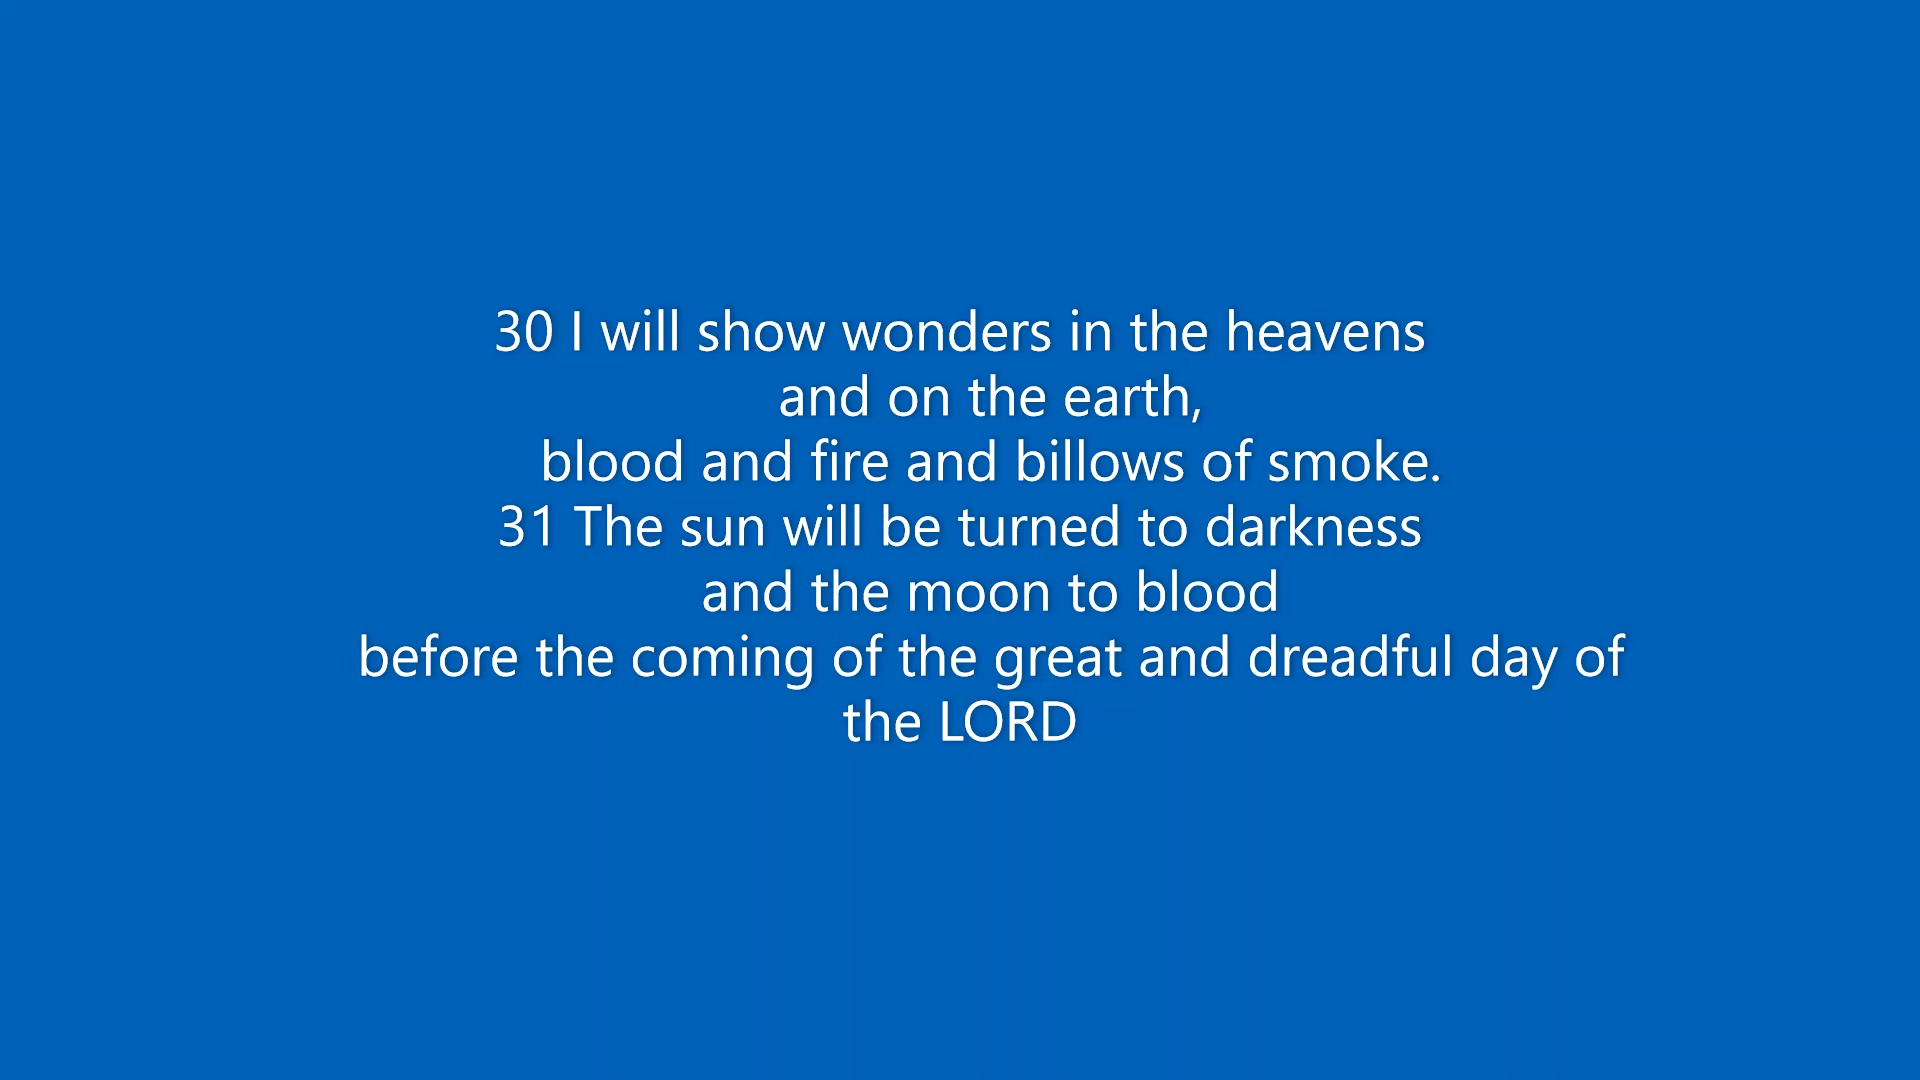 30 I will show wonders in the heavens
and on the earth,
blood and fire and billows of smoke.
31 The sun will be turned to darkness
and the moon to blood
before the coming of the great and dreadful day of
the LORD